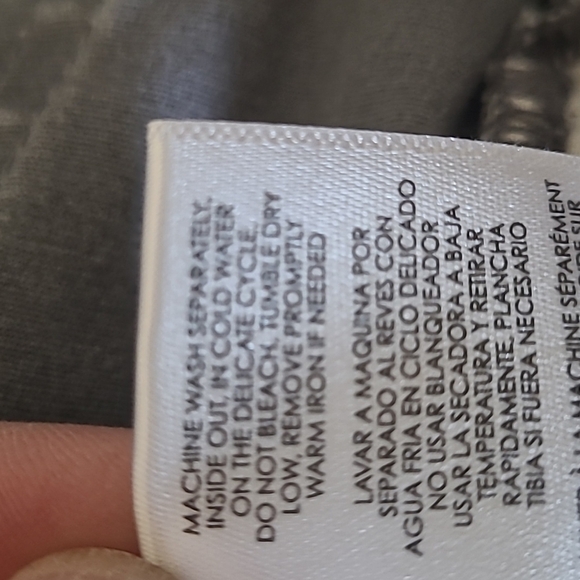 MACHINE WASH SEPARATELY,
INSIDE OUT, IN COLD WATER
ON THE DELICATE CYCLE.
DO NOT BLEACH, TUMBLE DRY
LOW, REMOVE PROMPTLY
WARM IRON IF NEEDED
LAVAR A MAQUINA POR
SEPARADO AL REVES CON
AGUA FRIA EN CICLO DELICADO
NO USAR BLANQUEADOR
USAR LA SECADORA A BAJA
TEMPERATURA Y RETIRAR
RAPIDAMENTE, PLANCHA
TIBIA SI FUERA NECESARIO
À LA MACHINE SÉPARÉMENT
SUR